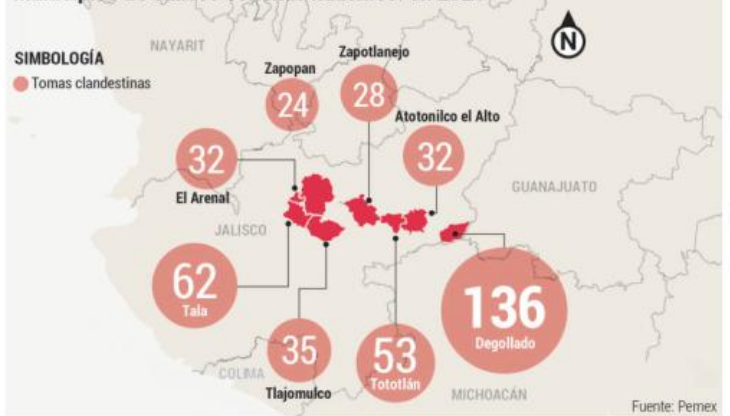 SIMBOLOGÍA
Tomas clandestinas
NAYARIT
N
Zapotlanejo
28
Zapopan
24
Atotonilco el Alto
32
32
El Arenal
GUANAJUATO
JALISCO
62
Tala
136
Degollado
35
Tlajomulco
53
Tototlán
COLIMA
MICHOACÁN
Fuente: Pemex